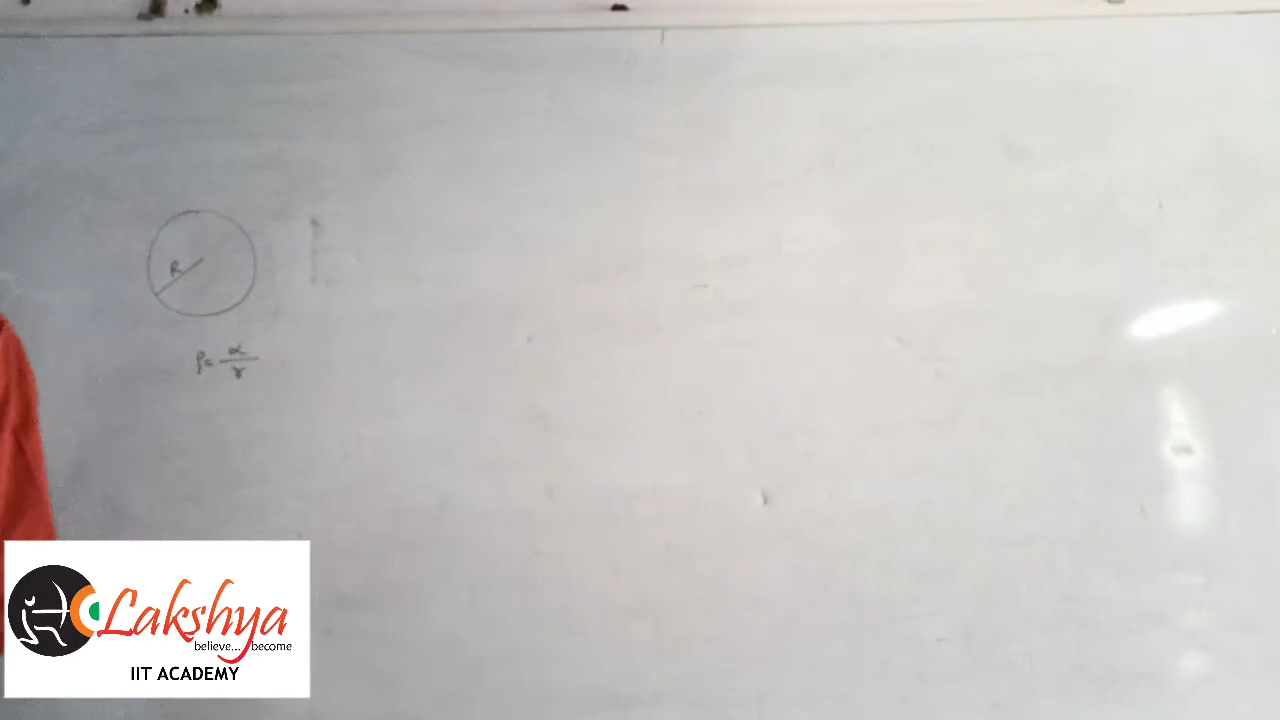 R
ρ = α / r
Lakshya
believe... become
IIT ACADEMY